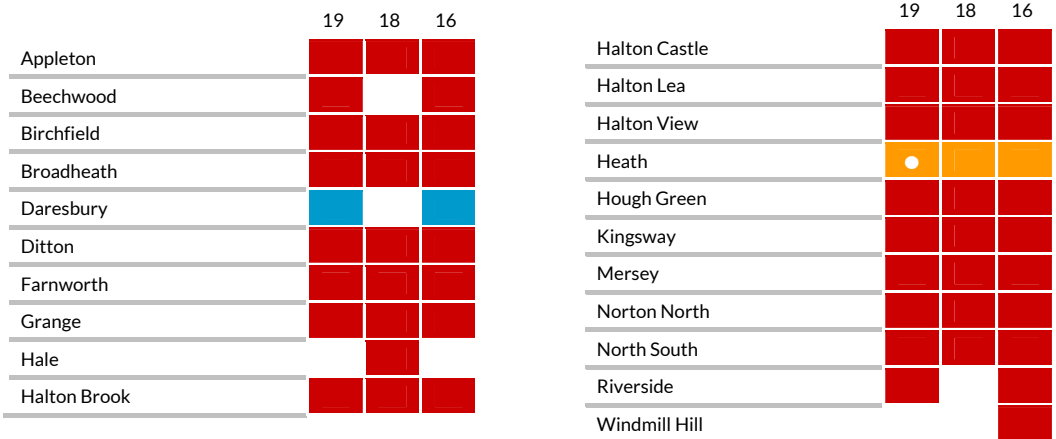 19 18 16
Appleton
Beechwood
Birchfield
Broadheath
Daresbury
Ditton
Farnworth
Grange
Hale
Halton Brook
19 18 16
Halton Castle
Halton Lea
Halton View
Heath
Hough Green
Kingsway
Mersey
Norton North
North South
Riverside
Windmill Hill